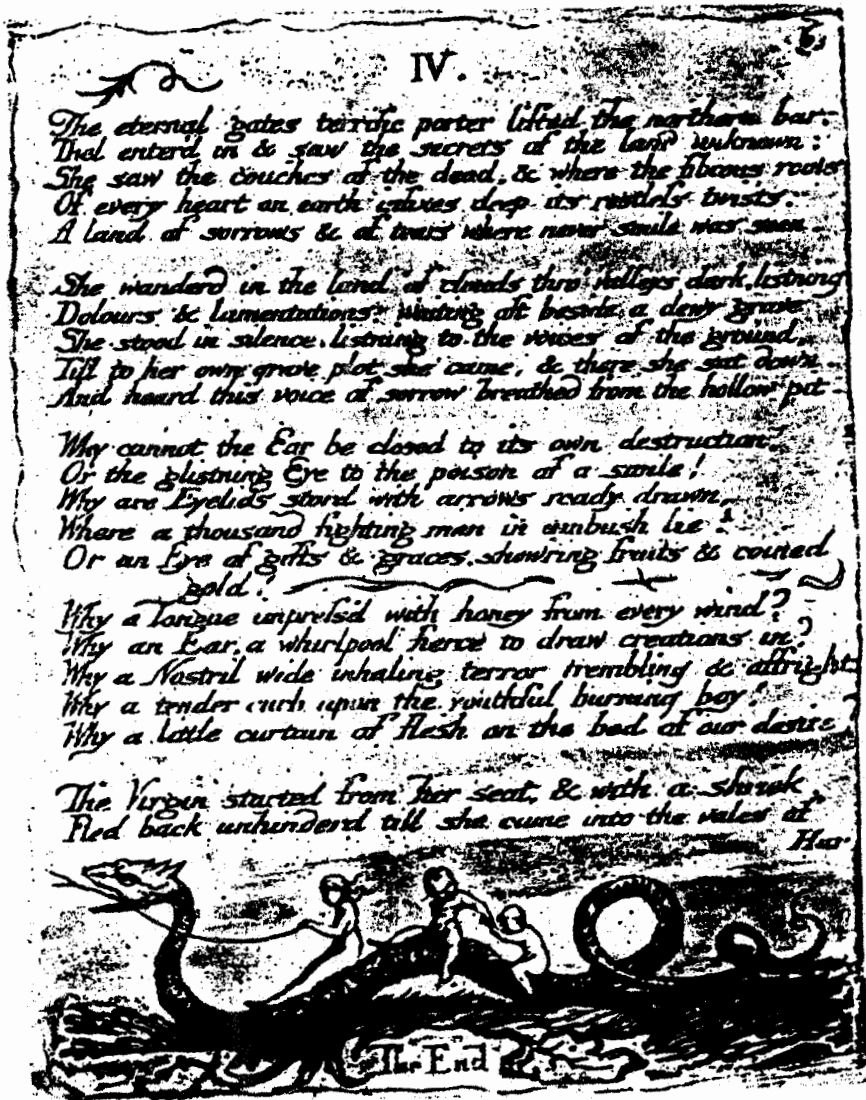 6
IV.
The eternal gates terrific porter lifted the northern bar:
Thel enterd in & saw the secrets of the land unknown:
She saw the couches of the dead, & where the fibrous roots
Of every heart on earth infixes deep its restless twists:
A land of sorrows & of tears where never smile was seen.
She wanderd in the land of clouds thro' valleys dark, listning
Dolours & lamentations: waiting oft beside a dewy grave
She stood in silence, listning to the voices of the ground,
Till to her own grave plot she came, & there she sat down.
And heard this voice of sorrow breathed from the hollow pit.
Why cannot the Ear be closed to its own destruction?
Or the glistning Eye to the poison of a smile!
Why are Eyelids stord with arrows ready drawn,
Where a thousand fighting men in ambush lie?
Or an Eye of gifts & graces, show'ring fruits & coined
gold!
Why a Tongue impress'd with honey from every wind?
Why an Ear, a whirlpool fierce to draw creations in?
Why a Nostril wide inhaling terror trembling & affright
Why a tender curb upon the youthful burning boy!
Why a little curtain of flesh on the bed of our desire?
The Virgin started from her seat, & with a shriek,
Fled back unhinderd till she came into the vales of
Har
The End